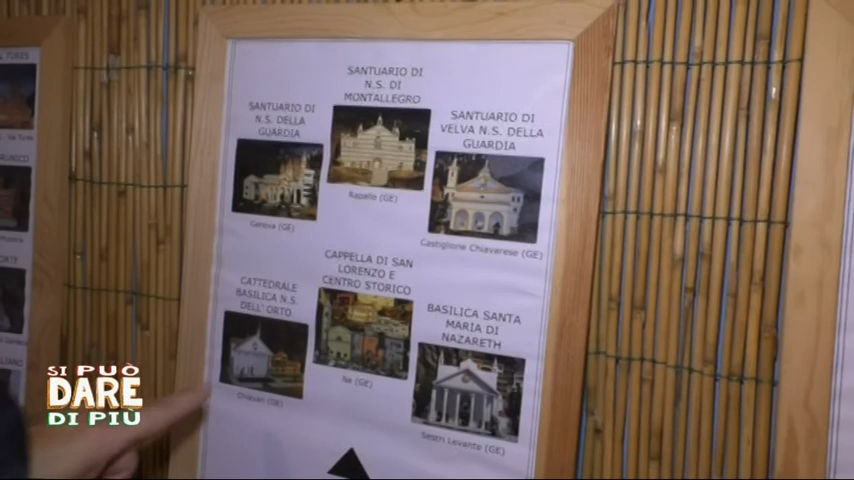 SANTUARIO DI
N.S. DELLA
GUARDIA
Genova (GE)
SANTUARIO DI
N.S. DI
MONTALLEGRO
Rapallo (GE)
SANTUARIO DI
VELVA N.S. DELLA
GUARDIA
Castiglione Chiavarese (GE)
CATTEDRALE
BASILICA N.S.
DELL' ORTO
Chiavari (GE)
CAPPELLA DI SAN
LORENZO E
CENTRO STORICO
Ne (GE)
BASILICA SANTA
MARIA DI
NAZARETH
Sestri Levante (GE)
SI PUÒ
DARE
DI PIÙ